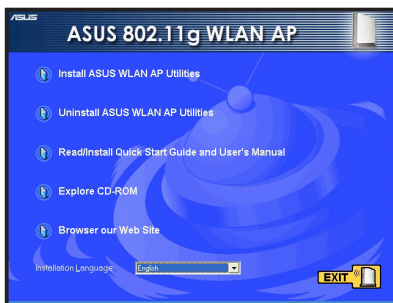 ASUS
ASUS 802.11g WLAN AP
Install ASUS WLAN AP Utilities
Uninstall ASUS WLAN AP Utilities
Read/Install Quick Start Guide and User's Manual
Explore CD-ROM
Browser our Web Site
Installation Language: English
EXIT